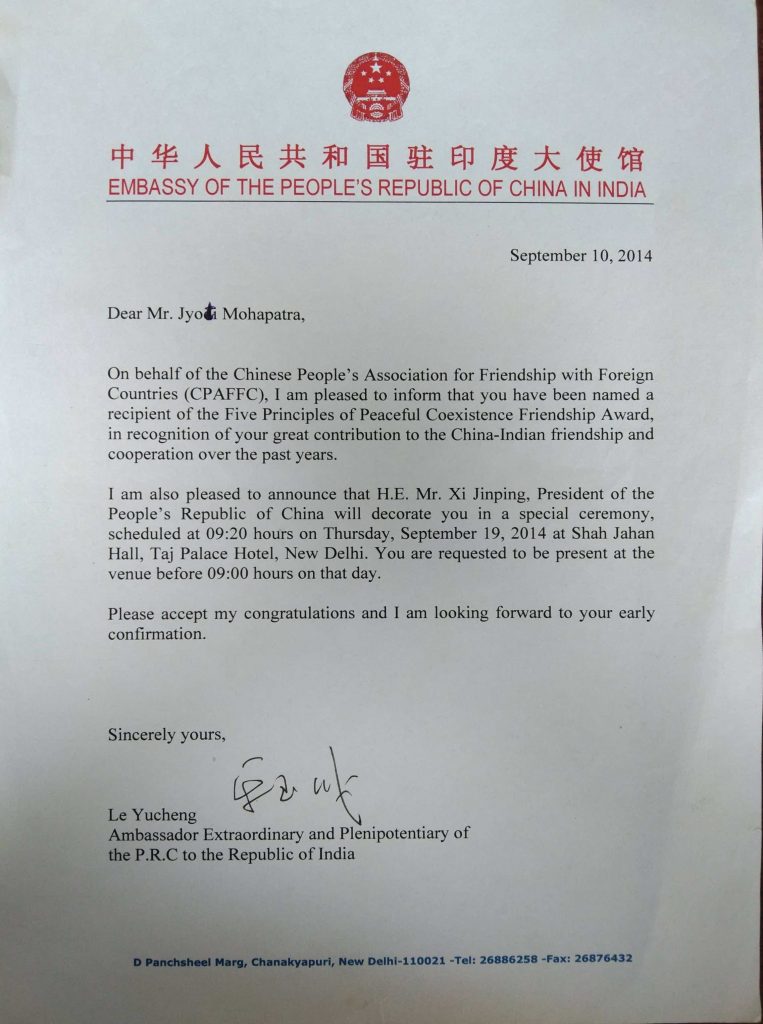 中华人民共和国驻印度大使馆
EMBASSY OF THE PEOPLE'S REPUBLIC OF CHINA IN INDIA
September 10, 2014
Dear Mr. Jyoti Mohapatra,
On behalf of the Chinese People's Association for Friendship with Foreign
Countries (CPAFFC), I am pleased to inform that you have been named a
recipient of the Five Principles of Peaceful Coexistence Friendship Award,
in recognition of your great contribution to the China-Indian friendship and
cooperation over the past years.
I am also pleased to announce that H.E. Mr. Xi Jinping, President of the
People's Republic of China will decorate you in a special ceremony,
scheduled at 09:20 hours on Thursday, September 19, 2014 at Shah Jahan
Hall, Taj Palace Hotel, New Delhi. You are requested to be present at the
venue before 09:00 hours on that day.
Please accept my congratulations and I am looking forward to your early
confirmation.
Sincerely yours,
Le Yucheng
Ambassador Extraordinary and Plenipotentiary of
the P.R.C to the Republic of India
D Panchsheel Marg, Chanakyapuri, New Delhi-110021 -Tel: 26886258 -Fax: 26876432